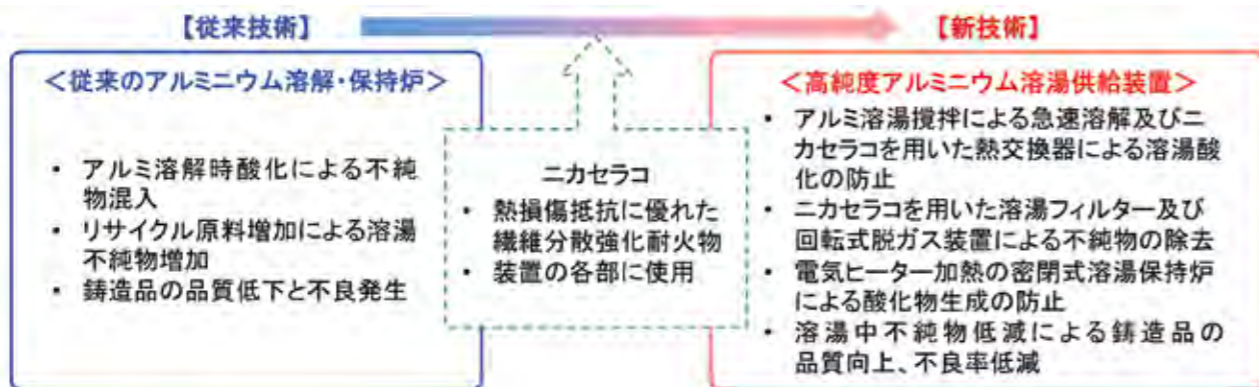 【従来技術】
【新技術】
＜従来のアルミニウム溶解・保持炉＞
• アルミ溶解時酸化による不純
物混入
• リサイクル原料増加による溶湯
不純物増加
• 鋳造品の品質低下と不良発生
ニカセラコ
• 熱損傷抵抗に優れた
繊維分散強化耐火物
• 装置の各部に使用
＜高純度アルミニウム溶湯供給装置＞
• アルミ溶湯撹拌による急速溶解及びニ
カセラコを用いた熱交換器による溶湯酸
化の防止
• ニカセラコを用いた溶湯フィルター及び
回転式脱ガス装置による不純物の除去
• 電気ヒーター加熱の密閉式溶湯保持炉
による酸化物生成の防止
• 溶湯中不純物低減による鋳造品の
品質向上、不良率低減